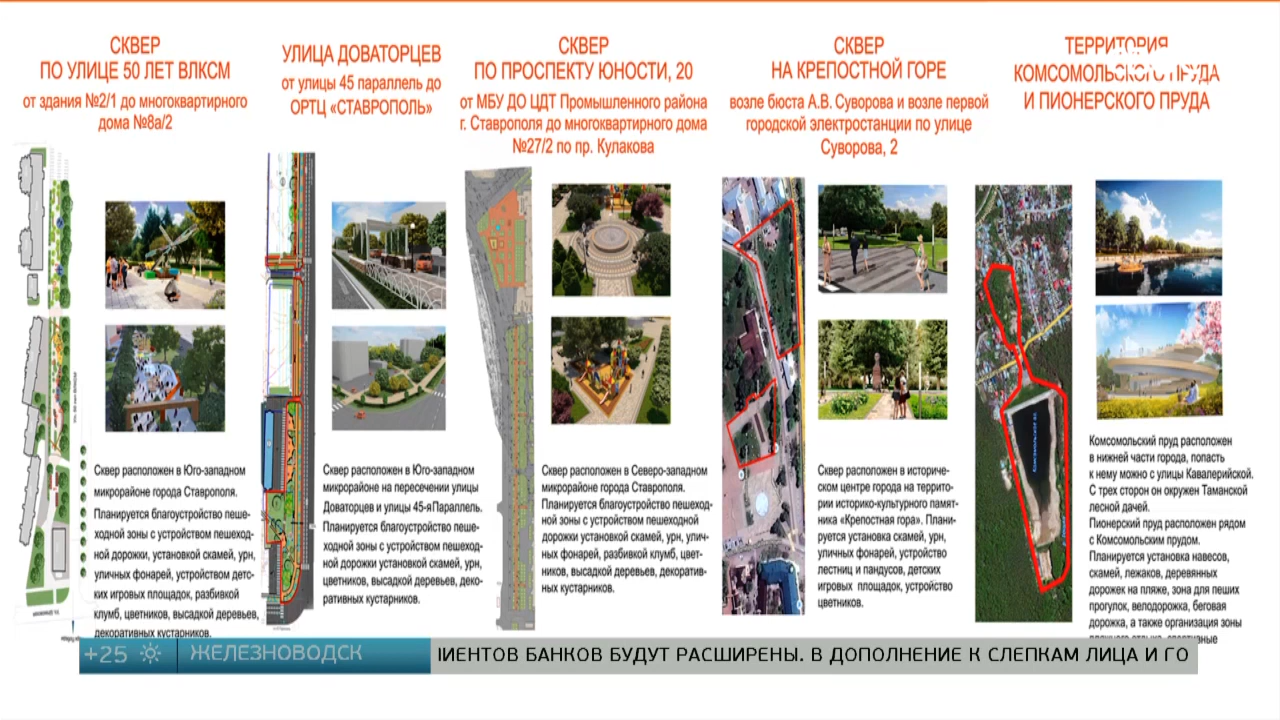 СКВЕР
ПО УЛИЦЕ 50 ЛЕТ ВЛКСМ
от здания №2/1 до многоквартирного
дома №8а/2
Сквер расположен в Юго-западном
микрорайоне города Ставрополя.
Планируется благоустройство пеше-
ходной зоны с устройством пешеход-
ной дорожки, установкой скамей, урн,
уличных фонарей, устройством детс-
ких игровых площадок, разбивкой
клумб, цветников, высадкой деревьев,
декоративных кустарников.
УЛИЦА ДОВАТОРЦЕВ
от улицы 45 параллель до
ОРТЦ «СТАВРОПОЛЬ»
Сквер расположен в Юго-западном
микрорайоне на пересечении улицы
Доваторцев и улицы 45-яПараллель.
Планируется благоустройство пеше-
ходной зоны с устройством пешеход-
ной дорожки установкой скамей, урн,
цветников, высадкой деревьев, деко-
ративных кустарников.
СКВЕР
ПО ПРОСПЕКТУ ЮНОСТИ, 20
от МБУ ДО ЦДТ Промышленного района
г. Ставрополя до многоквартирного дома
№27/2 по пр. Кулакова
Сквер расположен в Северо-западном
микрорайоне города Ставрополя.
Планируется благоустройство пешеход-
ной зоны с устройством пешеходной
дорожки установкой скамей, урн, улич-
ных фонарей, разбивкой клумб, цвет-
ников, высадкой деревьев, декоратив-
ных кустарников.
СКВЕР
НА КРЕПОСТНОЙ ГОРЕ
возле бюста А.В. Суворова и возле первой
городской электростанции по улице
Суворова, 2
Сквер расположен в историче-
ском центре города на террито-
рии историко-культурного памят-
ника «Крепостная гора». Плани-
руется установка скамей, урн,
уличных фонарей, устройство
лестниц и пандусов, детских
игровых площадок, устройство
цветников.
ТЕРРИТОРИЯ
КОМСОМОЛЬСКОГО ПРУДА
И ПИОНЕРСКОГО ПРУДА
Комсомольский пруд расположен
в нижней части города, попасть
к нему можно с улицы Кавалерийской.
С трех сторон он окружен Таманской
лесной дачей.
Пионерский пруд расположен рядом
с Комсомольским прудом.
Планируется установка навесов,
скамей, лежаков, деревянных
дорожек на пляже, зона для пеших
прогулок, велодорожка, беговая
дорожка, а также организация зоны
+25 ЖЕЛЕЗНОВОДСК
ИЕНТОВ БАНКОВ БУДУТ РАСШИРЕНЫ. В ДОПОЛНЕНИЕ К СЛЕПКАМ ЛИЦА И ГО